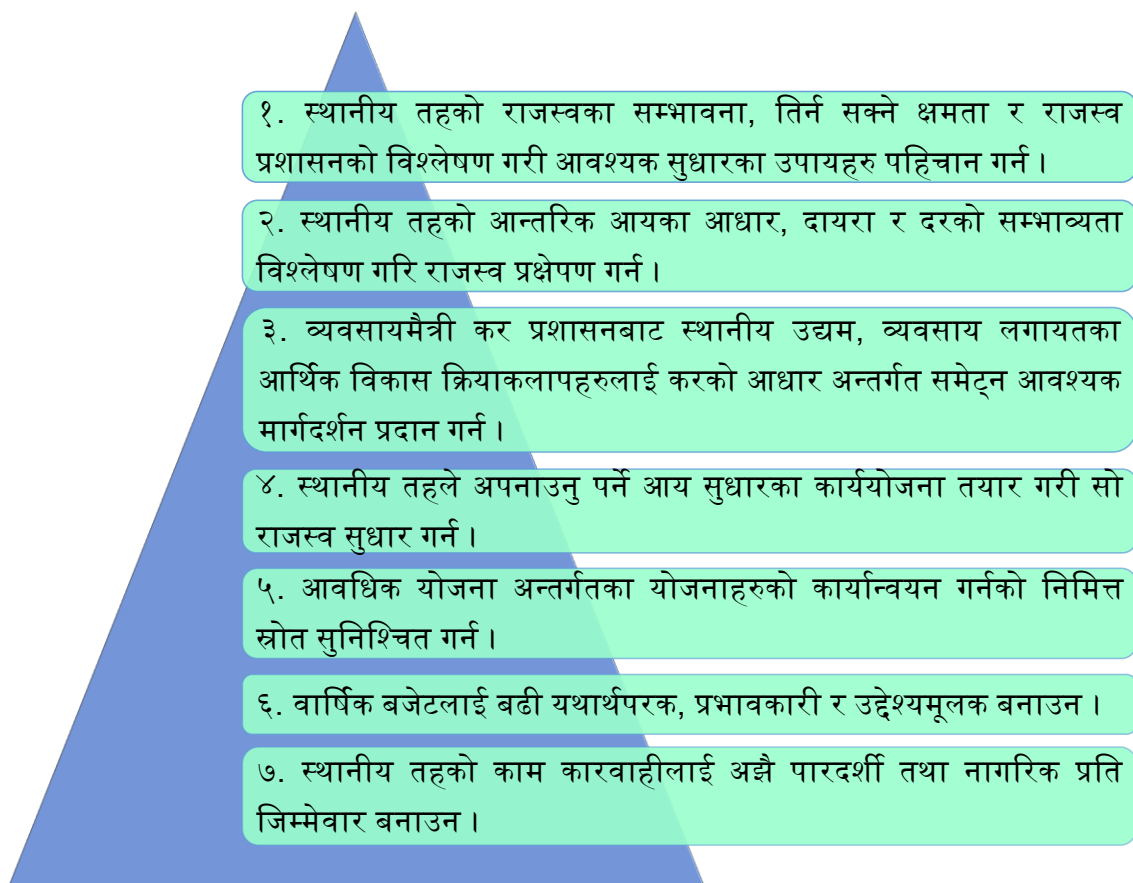 १. स्थानीय तहको राजस्वका सम्भावना, तिर्न सक्ने क्षमता र राजस्व
प्रशासनको विश्लेषण गरी आवश्यक सुधारका उपायहरु पहिचान गर्न ।
२. स्थानीय तहको आन्तरिक आयका आधार, दायरा र दरको सम्भाव्यता
विश्लेषण गरि राजस्व प्रक्षेपण गर्न ।
३. व्यवसायमैत्री कर प्रशासनबाट स्थानीय उद्यम, व्यवसाय लगायतका
आर्थिक विकास क्रियाकलापहरुलाई करको आधार अन्तर्गत समेट्न आवश्यक
मार्गदर्शन प्रदान गर्न ।
४. स्थानीय तहले अपनाउनु पर्ने आय सुधारका कार्ययोजना तयार गरी सो
राजस्व सुधार गर्न ।
५. आवधिक योजना अन्तर्गतका योजनाहरुको कार्यान्वयन गर्नको निमित्त
स्रोत सुनिश्चित गर्न ।
६. वार्षिक बजेटलाई बढी यथार्थपरक, प्रभावकारी र उद्देश्यमूलक बनाउन ।
७. स्थानीय तहको काम कारवाहीलाई अझै पारदर्शी तथा नागरिक प्रति
जिम्मेवार बनाउन ।